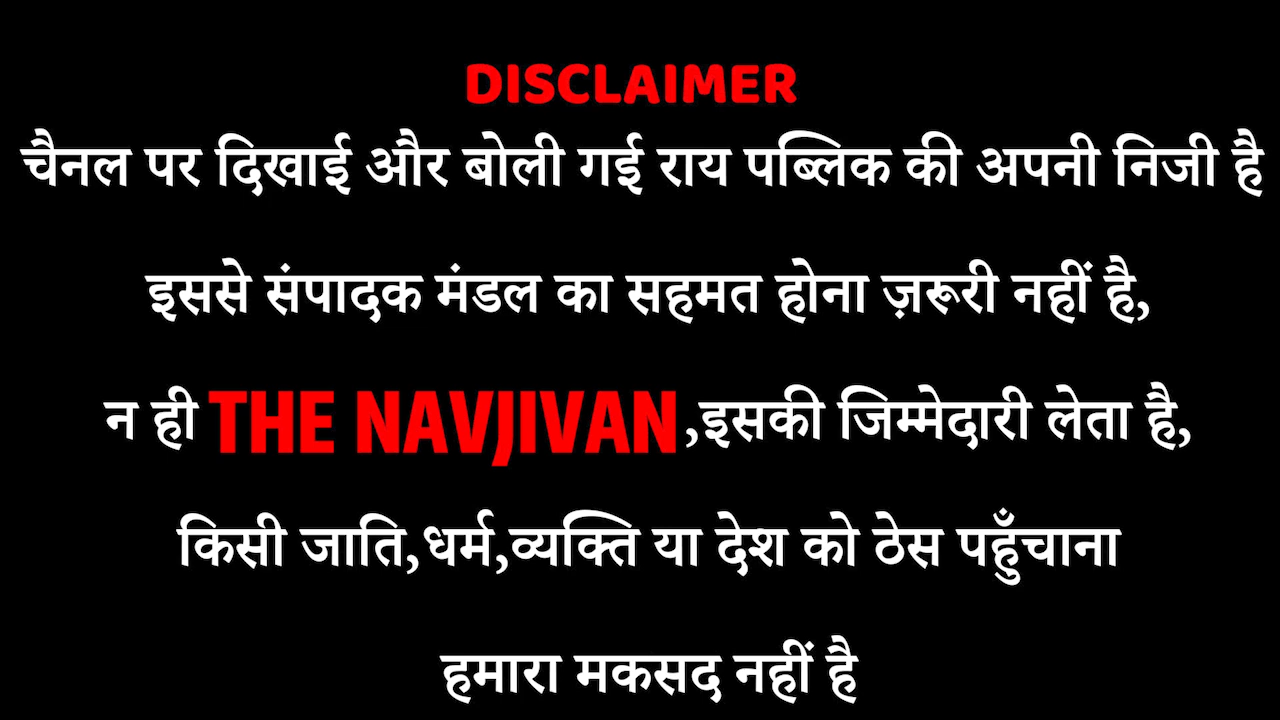 DISCLAIMER
चैनल पर दिखाई और बोली गई राय पब्लिक की अपनी निजी है
इससे संपादक मंडल का सहमत होना ज़रूरी नहीं है,
न ही THE NAVJIVAN ,इसकी जिम्मेदारी लेता है,
किसी जाति,धर्म,व्यक्ति या देश को ठेस पहुँचाना
हमारा मकसद नहीं है